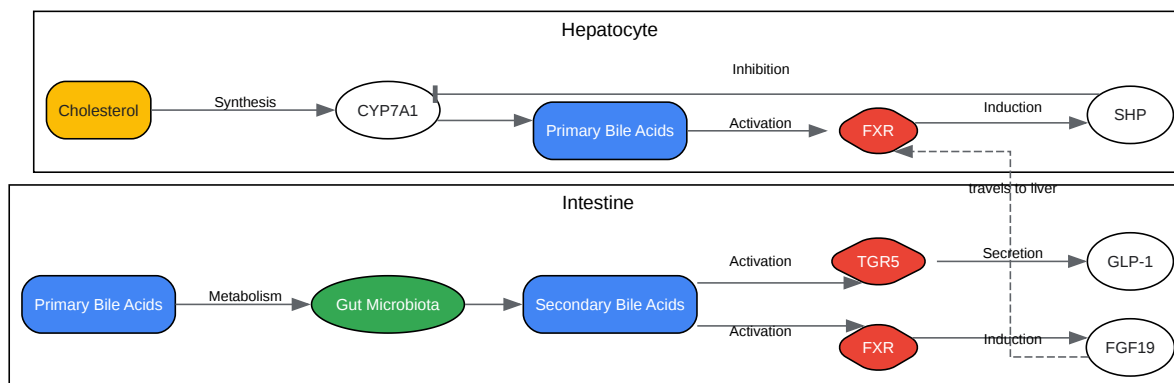 Hepatocyte
Cholesterol
Synthesis
CYP7A1
Inhibition
Primary Bile Acids
Activation
FXR
Induction
SHP
travels to liver
Intestine
Primary Bile Acids
Metabolism
Gut Microbiota
Secondary Bile Acids
Activation
TGR5
Secretion
GLP-1
Activation
FXR
Induction
FGF19